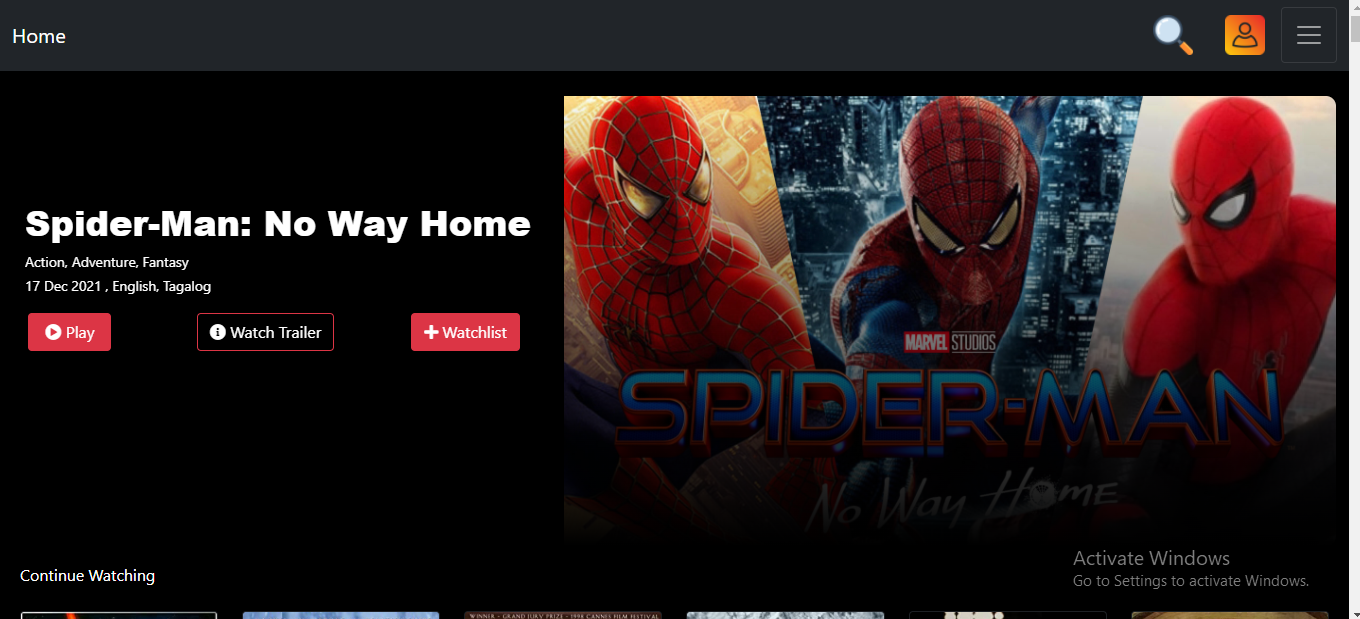 Home
Spider-Man: No Way Home
Action, Adventure, Fantasy
17 Dec 2021 , English, Tagalog
Play
Watch Trailer
Watchlist
MARVEL STUDIOS
SPIDER-MAN
No Way Home
Activate Windows
Go to Settings to activate Windows.
Continue Watching
WINNER - GRAND JURY PRIZE - 1998 CANNES FILM FESTIVAL